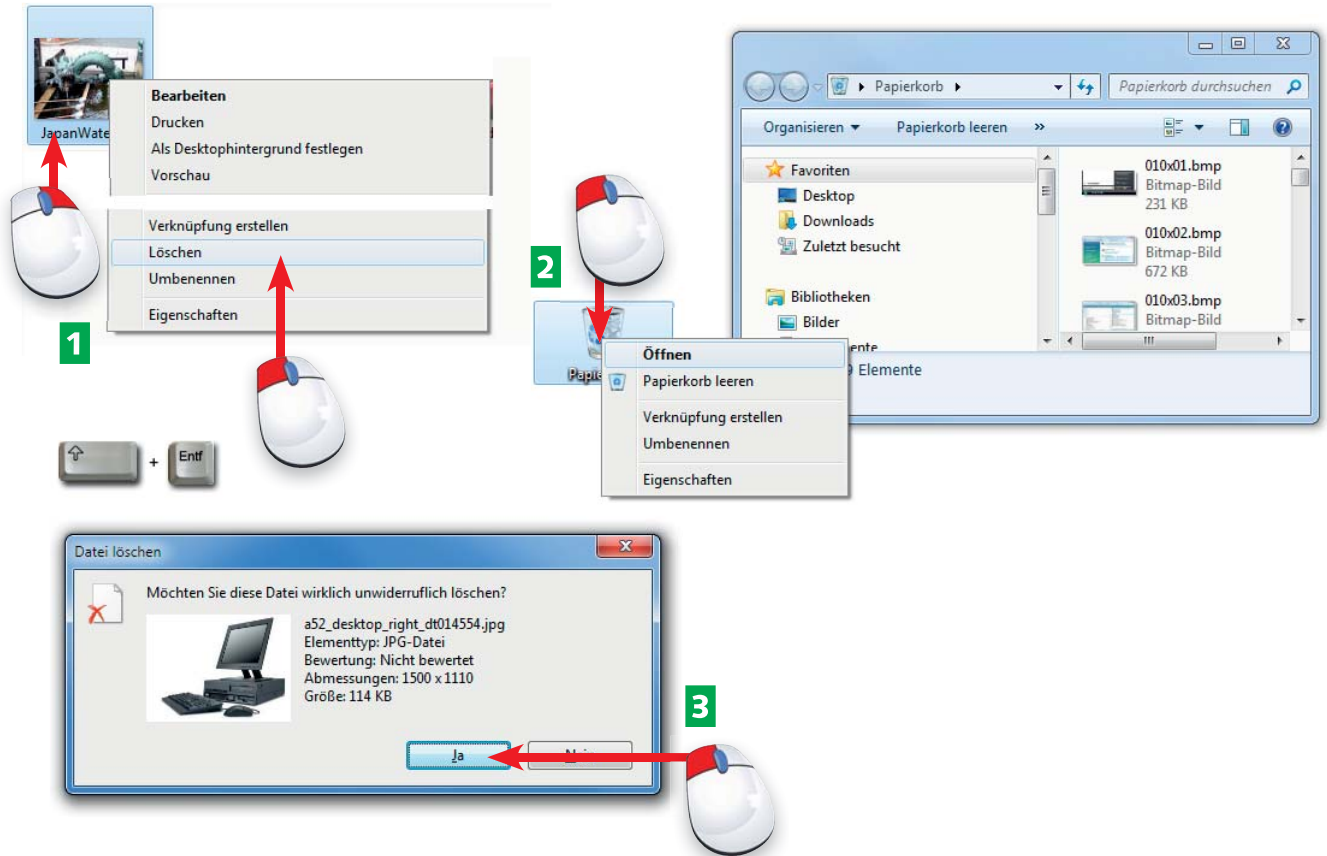 JapanWate
Bearbeiten
Drucken
Als Desktophintergrund festlegen
Vorschau
Verknüpfung erstellen
Löschen
Umbenennen
Eigenschaften
1
⇧ + Entf
2
Öffnen
Papierkorb leeren
Verknüpfung erstellen
Umbenennen
Eigenschaften
Papierkorb
Papierkorb durchsuchen
Organisieren
Papierkorb leeren
»
Favoriten
Desktop
Downloads
Zuletzt besucht
Bibliotheken
Bilder
010x01.bmp
Bitmap-Bild
231 KB
010x02.bmp
Bitmap-Bild
672 KB
010x03.bmp
Bitmap-Bild
Elemente
Datei löschen
Möchten Sie diese Datei wirklich unwiderruflich löschen?
a52_desktop_right_dt014554.jpg
Elementtyp: JPG-Datei
Bewertung: Nicht bewertet
Abmessungen: 1500 x 1110
Größe: 114 KB
Ja
3